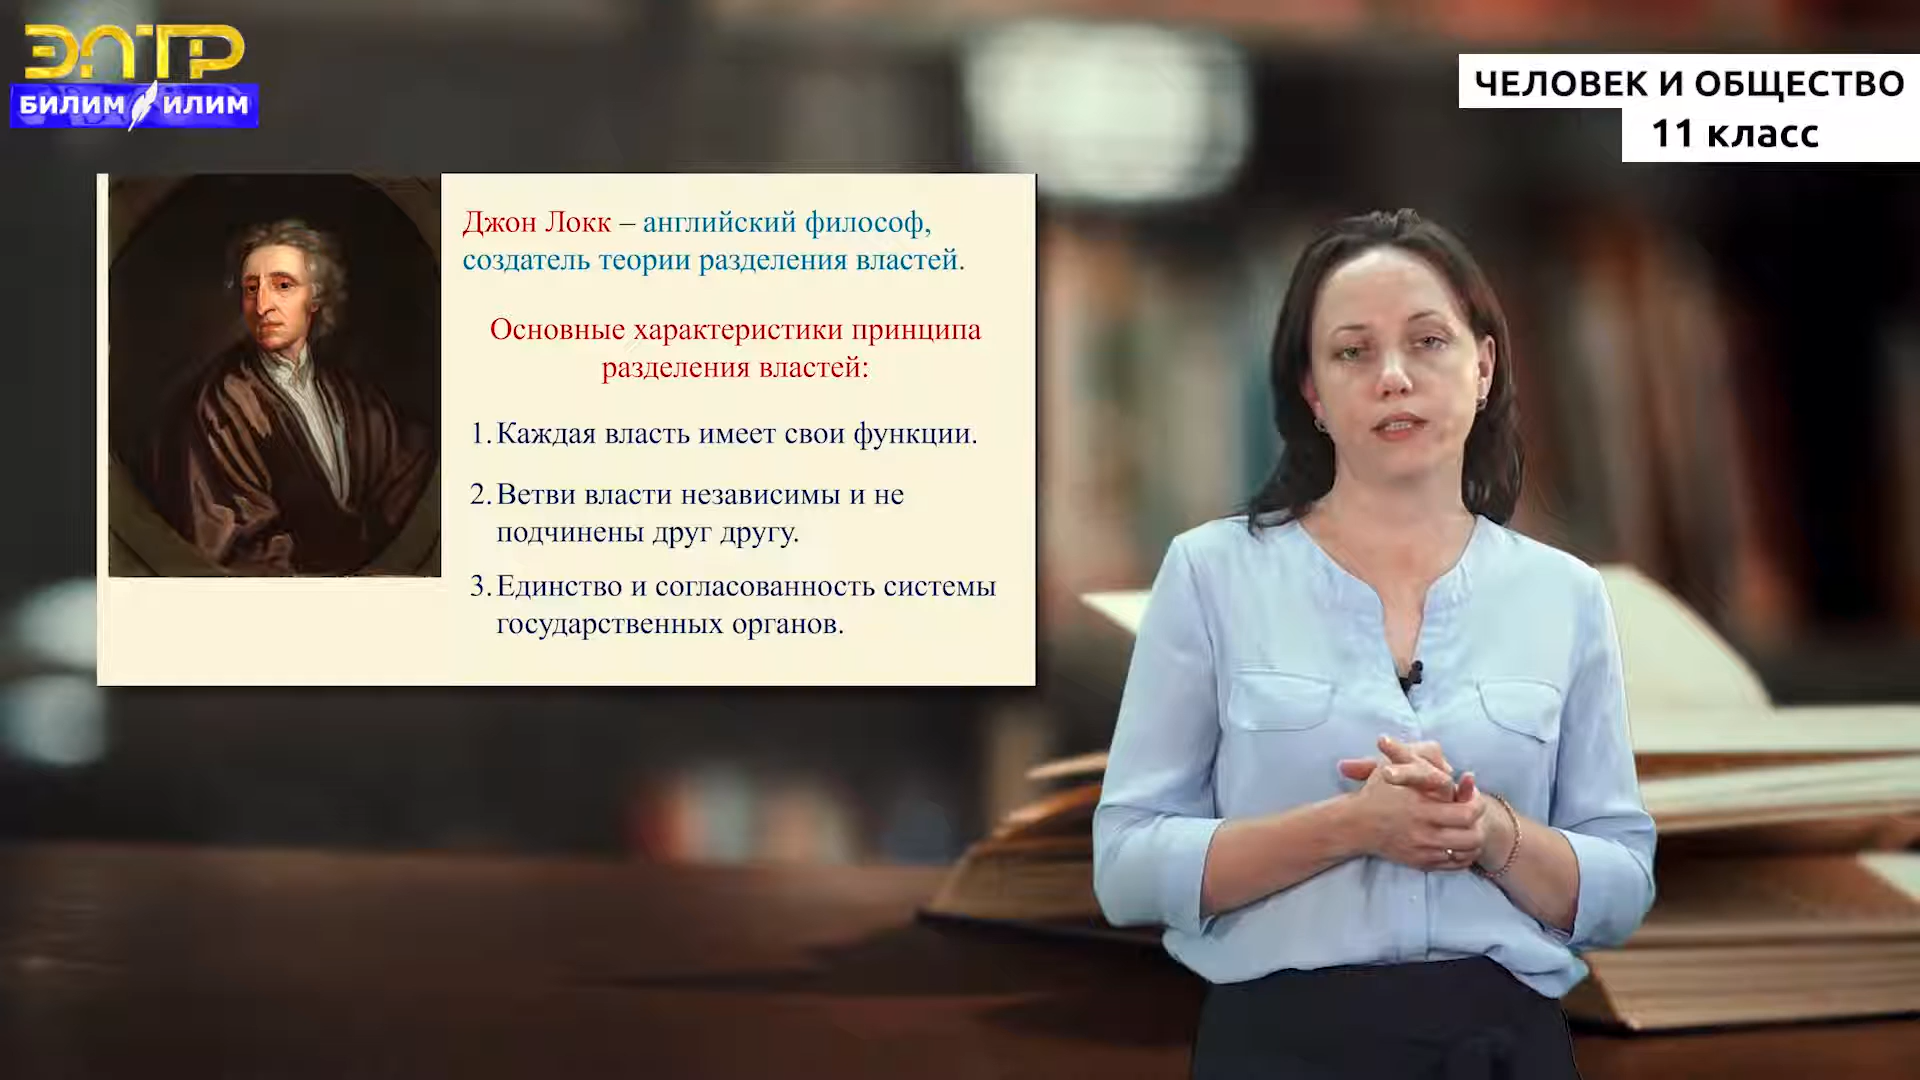 ЭЛТР
БИЛИМ ИЛИМ
ЧЕЛОВЕК И ОБЩЕСТВО
11 класс
Джон Локк – английский философ,
создатель теории разделения властей.
Основные характеристики принципа
разделения властей:
1. Каждая власть имеет свои функции.
2. Ветви власти независимы и не
подчинены друг другу.
3. Единство и согласованность системы
государственных органов.